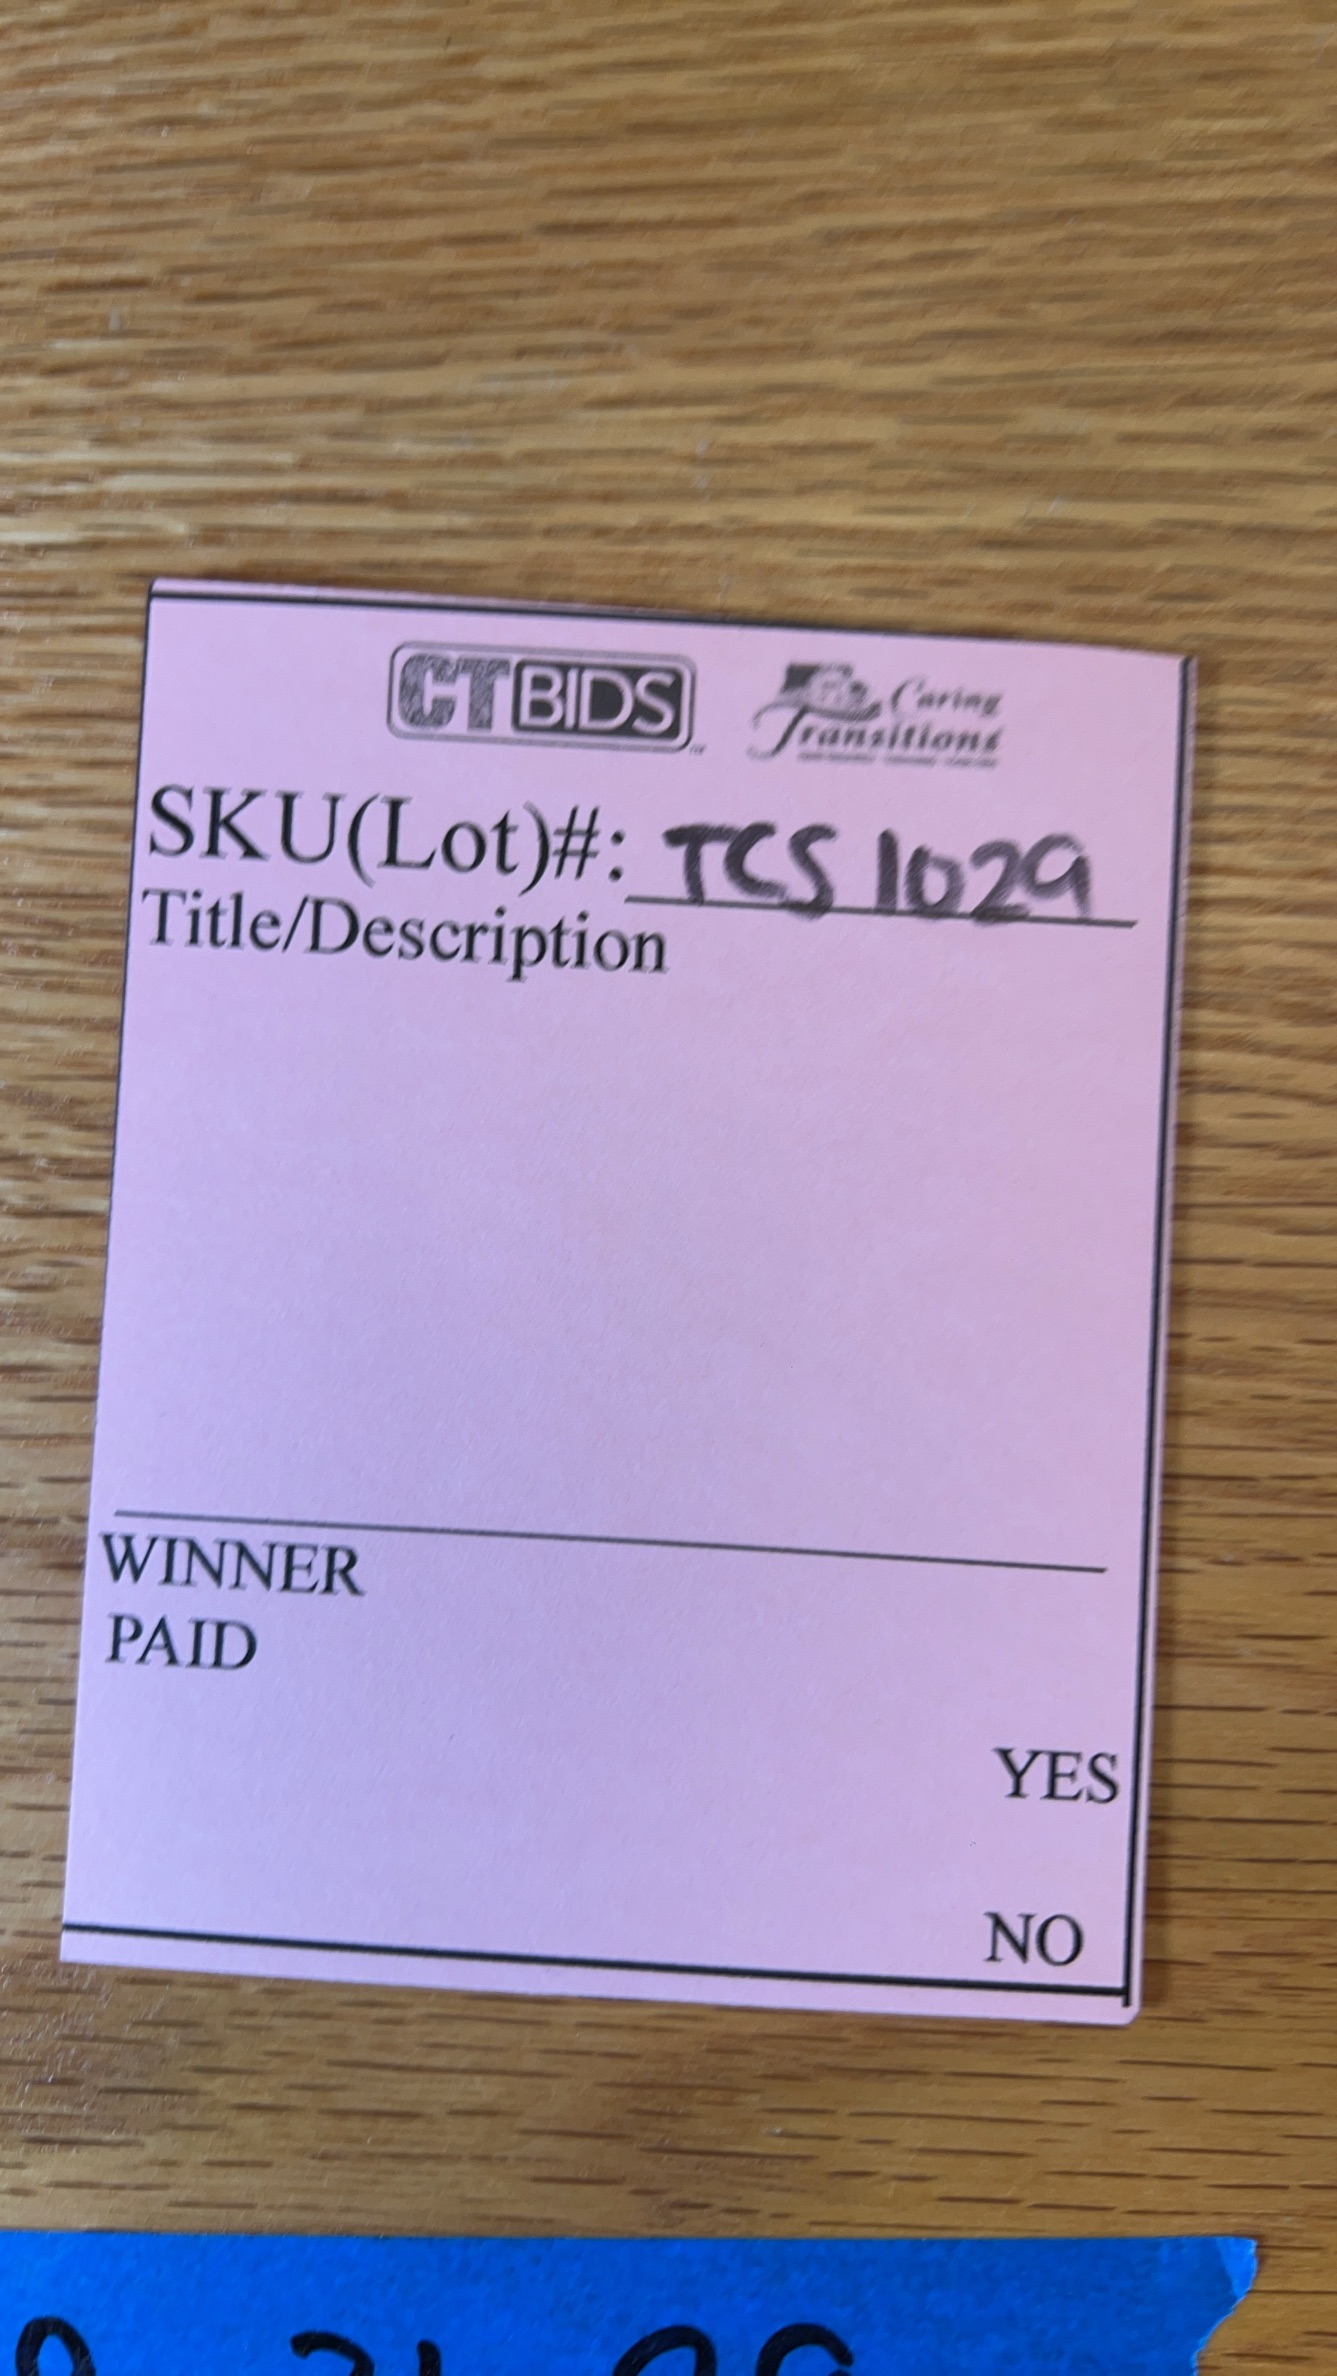 CTBIDS
Caring
Transitions
SKU(Lot)#: TCS 1029
Title/Description
WINNER
PAID
YES
NO